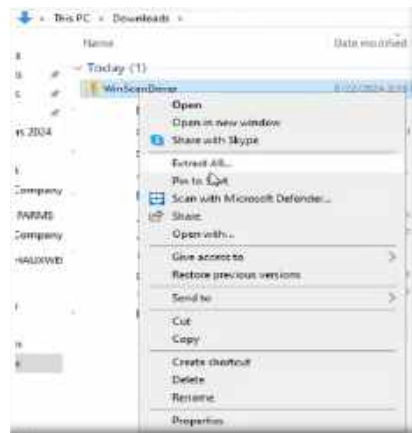 This PC › Downloads ›
Name
Date modified
Today (1)
Open
Open in new window
Share with Skype
Extract All...
Pin to Start
Scan with Microsoft Defender...
Share
Open with...
Give access to
Restore previous versions
Send to
Cut
Copy
Create shortcut
Delete
Rename
Properties
2024
Company
FARMS
Company